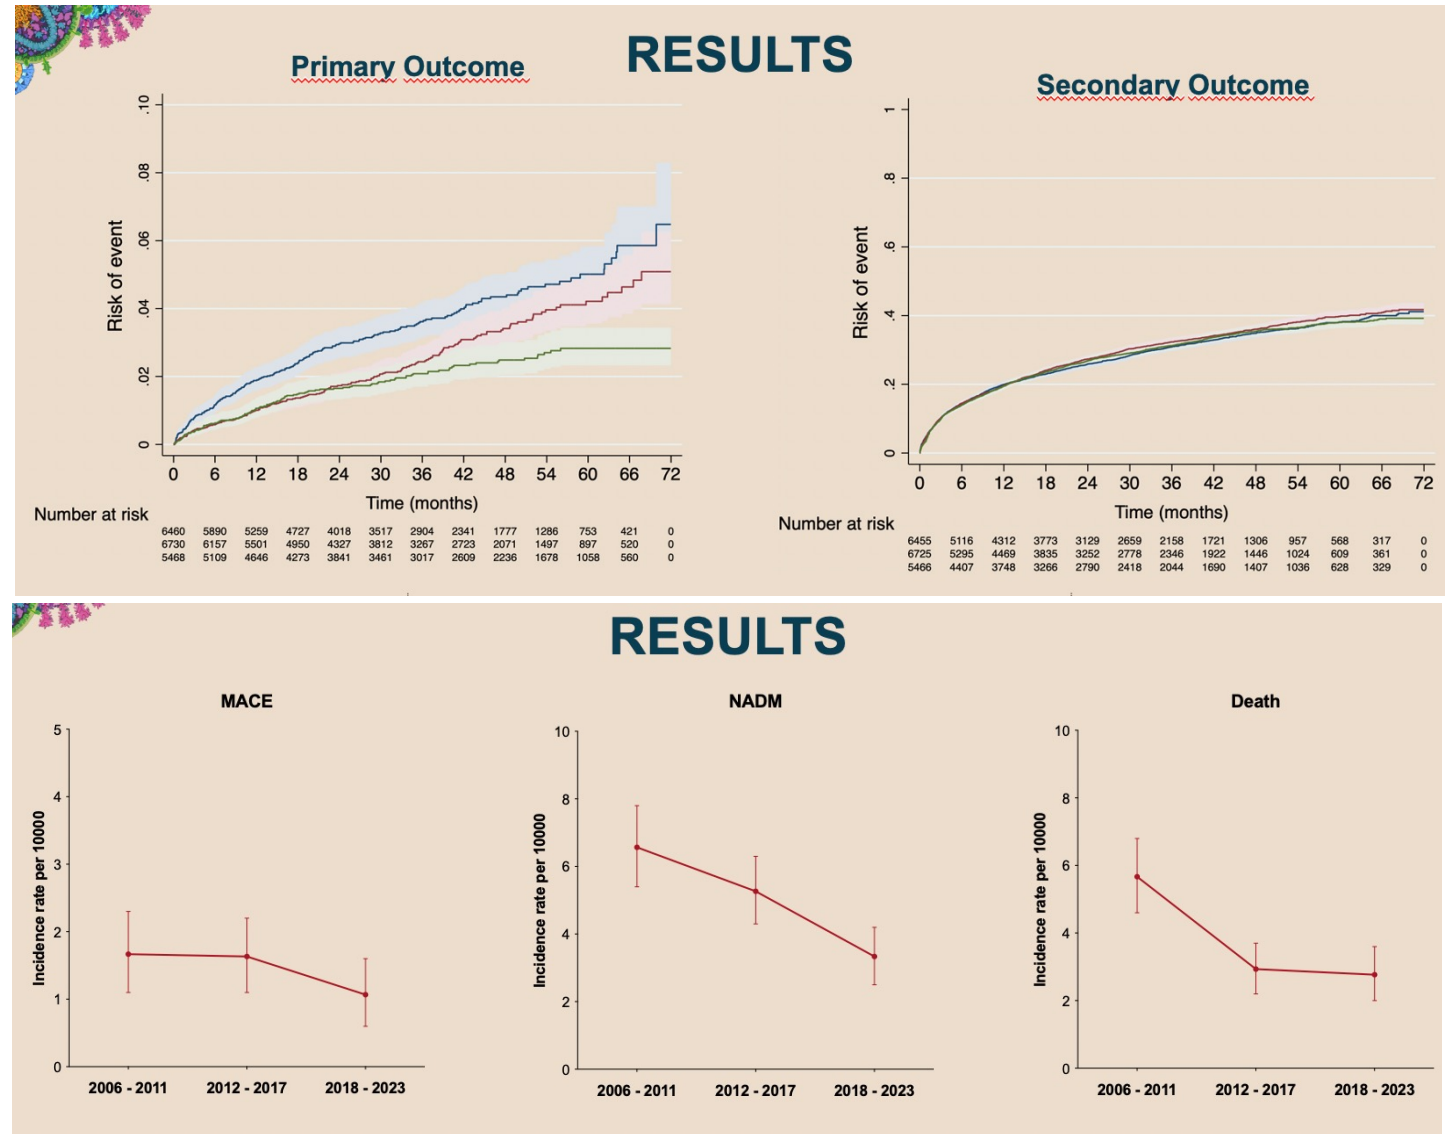 RESULTS
Primary Outcome
Secondary Outcome
Risk of event
.10
.08
.06
.04
.02
0
0 6 12 18 24 30 36 42 48 54 60 66 72
Time (months)
Number at risk
6460 5890 5259 4727 4018 3517 2904 2341 1777 1286 753 421 0
6730 6157 5501 4950 4327 3812 3267 2723 2071 1497 897 520 0
5468 5109 4646 4273 3841 3461 3017 2609 2236 1678 1058 560 0
Risk of event
1
.8
.6
.4
.2
0
0 6 12 18 24 30 36 42 48 54 60 66 72
Time (months)
Number at risk
6455 5116 4312 3773 3129 2659 2158 1721 1306 957 568 317 0
6725 5295 4469 3835 3252 2778 2346 1922 1446 1024 609 361 0
5466 4407 3748 3266 2790 2418 2044 1690 1407 1036 628 329 0
RESULTS
MACE
Incidence rate per 10000
5
4
3
2
1
0
2006 - 2011 2012 - 2017 2018 - 2023
NADM
Incidence rate per 10000
10
8
6
4
2
0
2006 - 2011 2012 - 2017 2018 - 2023
Death
Incidence rate per 10000
10
8
6
4
2
0
2006 - 2011 2012 - 2017 2018 - 2023